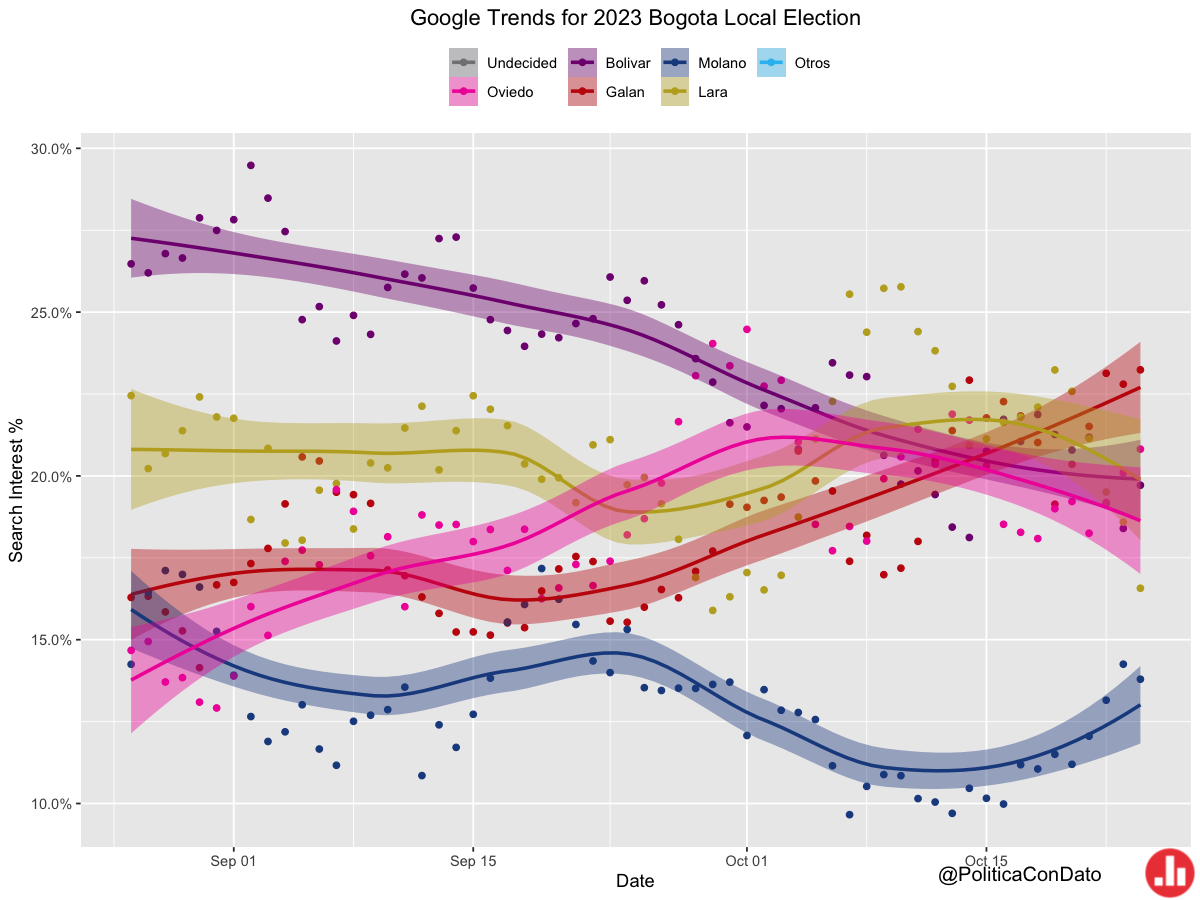 Google Trends for 2023 Bogota Local Election
Undecided Bolivar Molano Otros
Oviedo Galan Lara
30.0%
25.0%
20.0%
15.0%
10.0%
Search Interest %
Sep 01 Sep 15 Oct 01 Oct 15
Date
@PoliticaConDato